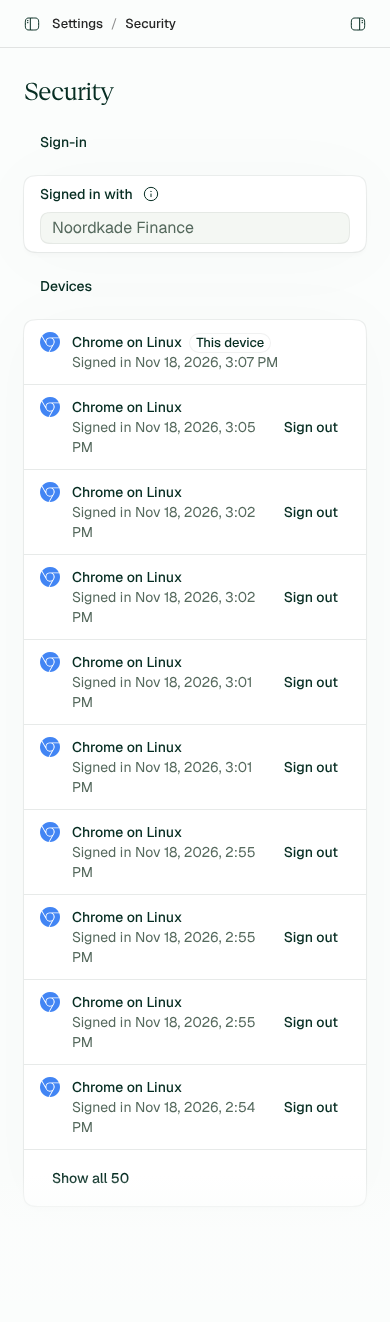 Settings / Security
Security
Sign-in
Signed in with
Noordkade Finance
Devices
Chrome on Linux This device
Signed in Nov 18, 2026, 3:07 PM
Chrome on Linux
Signed in Nov 18, 2026, 3:05 PM
Sign out
Chrome on Linux
Signed in Nov 18, 2026, 3:02 PM
Sign out
Chrome on Linux
Signed in Nov 18, 2026, 3:02 PM
Sign out
Chrome on Linux
Signed in Nov 18, 2026, 3:01 PM
Sign out
Chrome on Linux
Signed in Nov 18, 2026, 3:01 PM
Sign out
Chrome on Linux
Signed in Nov 18, 2026, 2:55 PM
Sign out
Chrome on Linux
Signed in Nov 18, 2026, 2:55 PM
Sign out
Chrome on Linux
Signed in Nov 18, 2026, 2:55 PM
Sign out
Chrome on Linux
Signed in Nov 18, 2026, 2:54 PM
Sign out
Show all 50